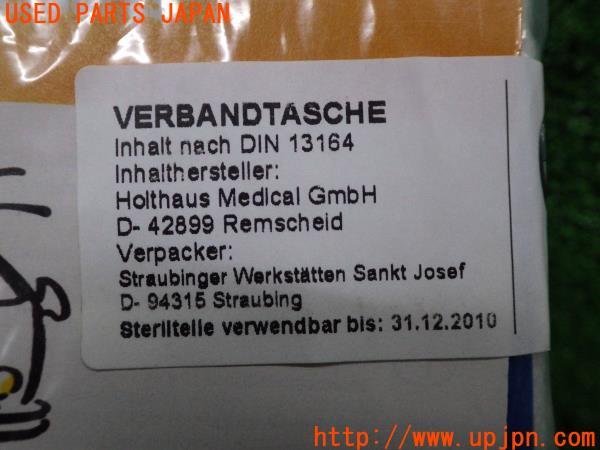 USED PARTS JAPAN
VERBANDTASCHE
Inhalt nach DIN 13164
Inhalthersteller:
Holthaus Medical GmbH
D- 42899 Remscheid
Verpacker:
Straubinger Werkstätten Sankt Josef
D- 94315 Straubing
Sterilteile verwendbar bis: 31.12.2010
http://www.upjpn.com/